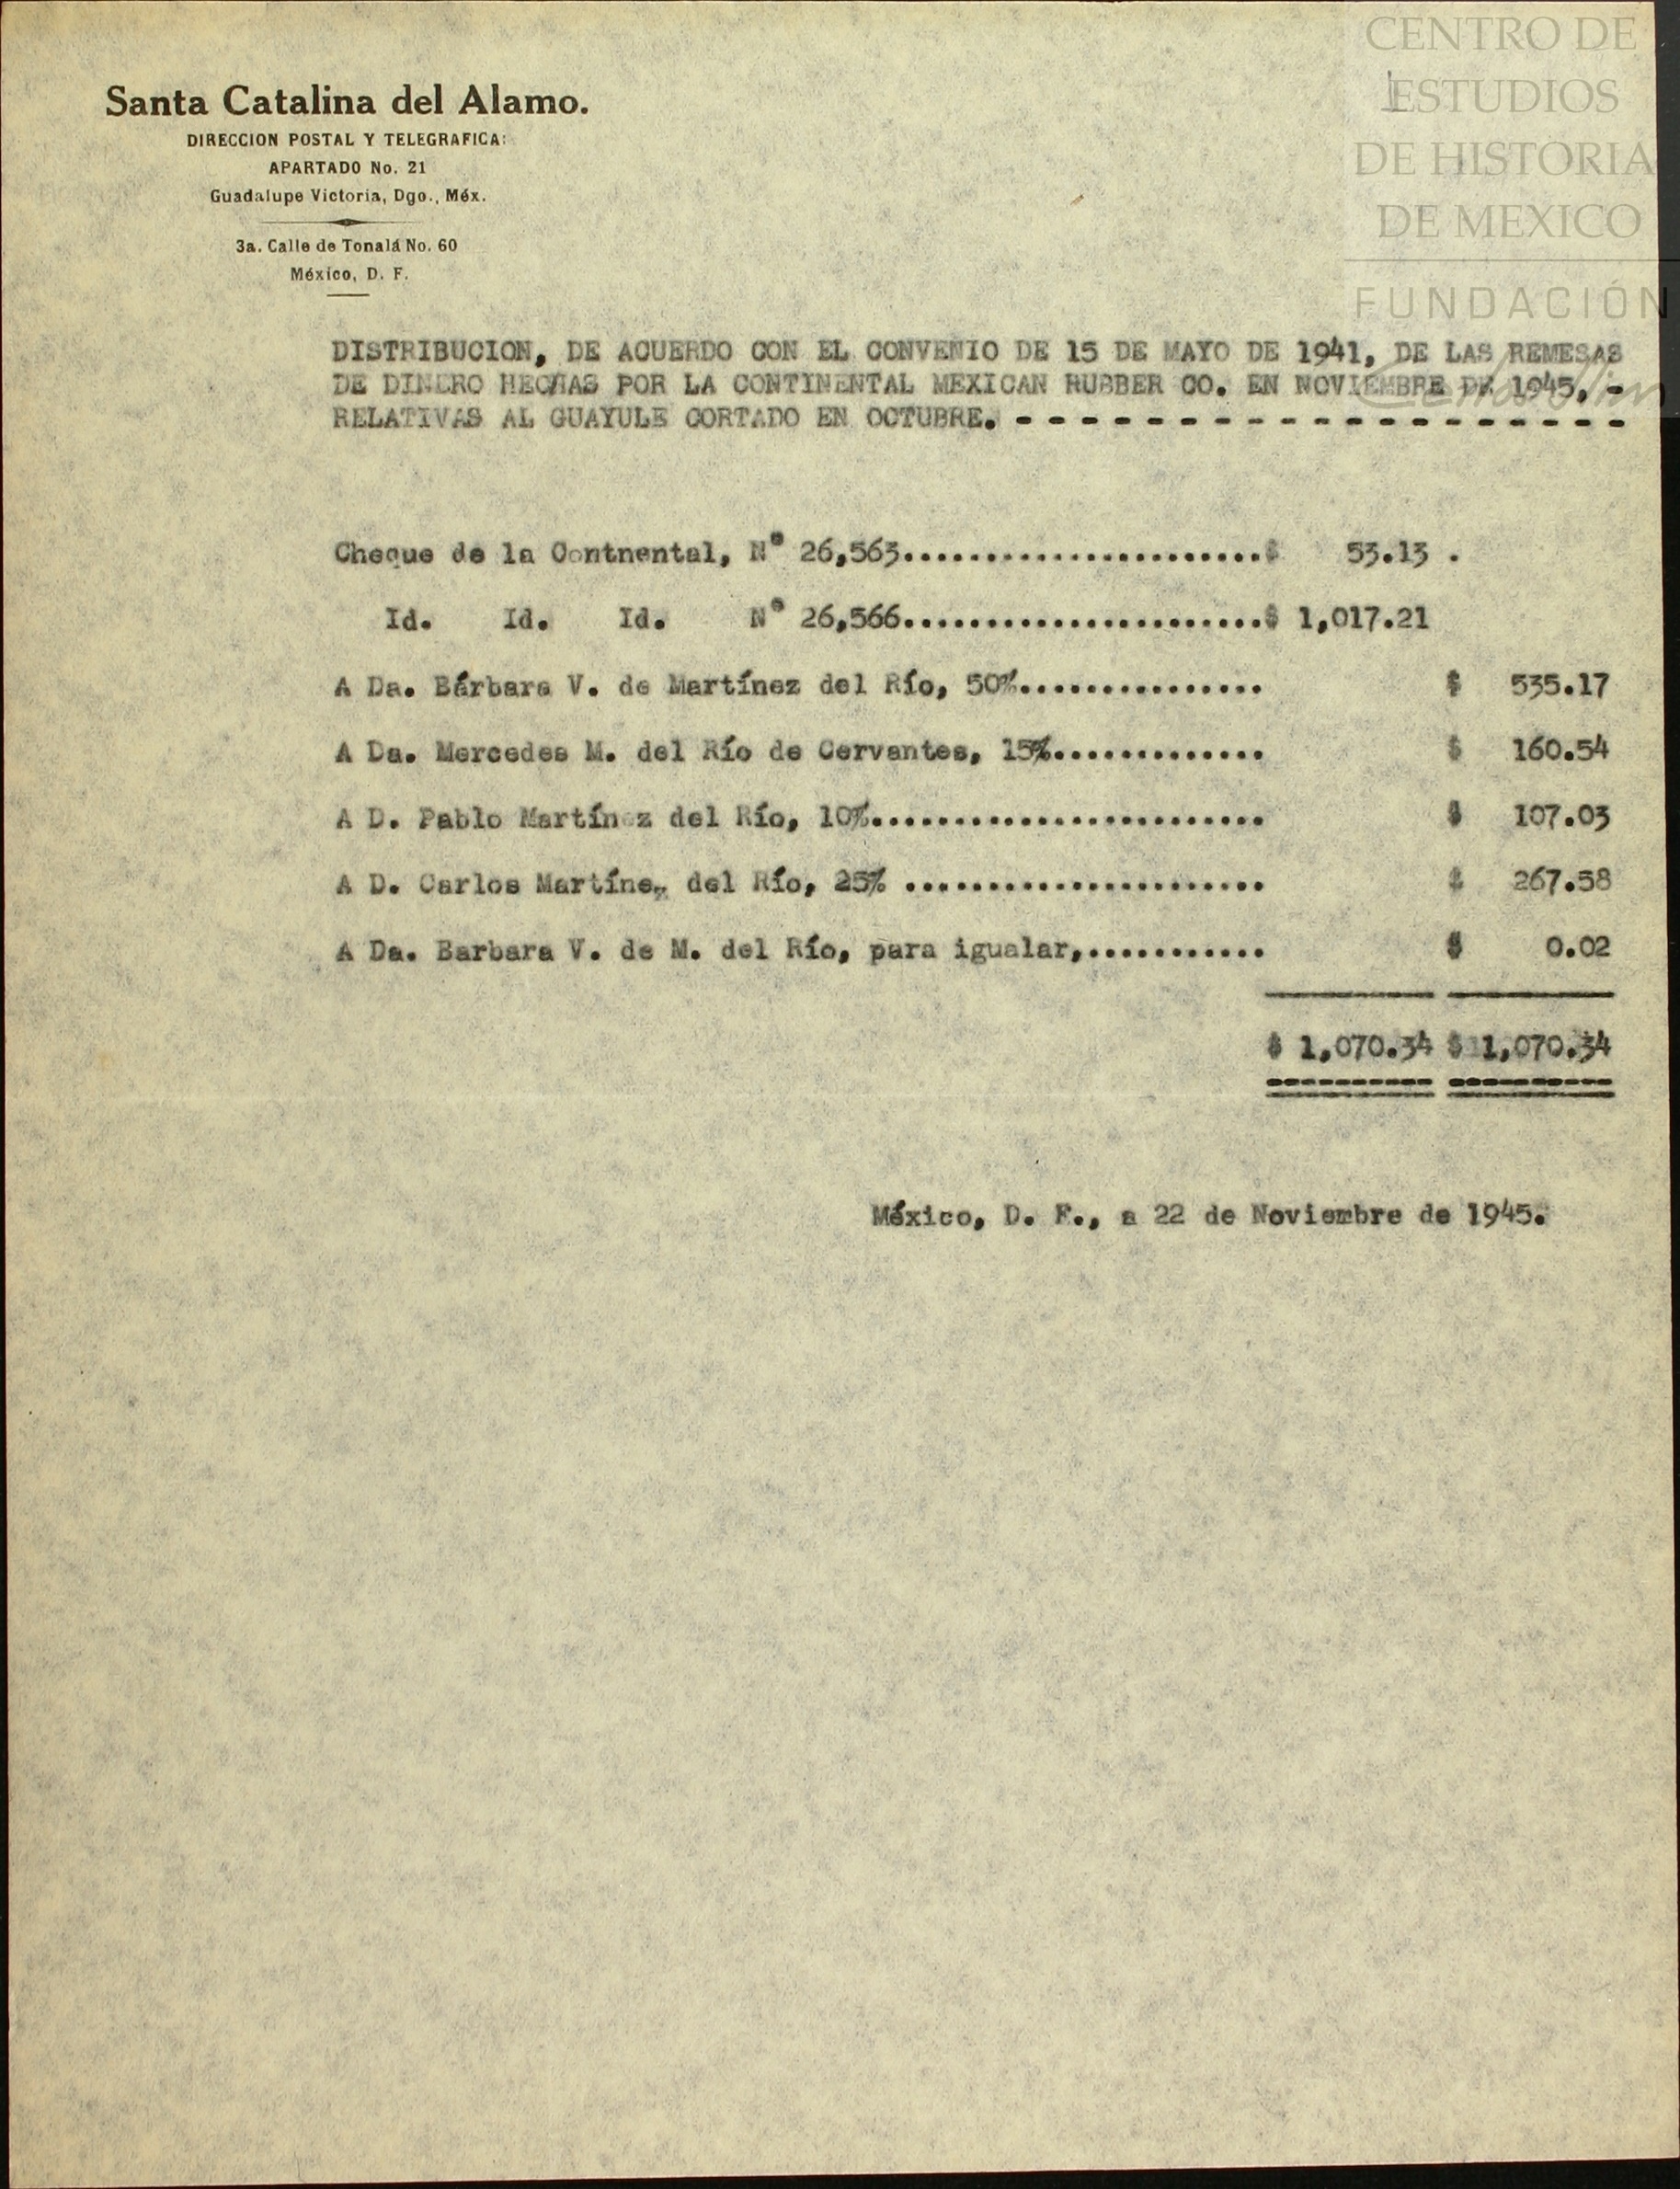 CENTRO DE
ESTUDIOS
DE HISTORIA
DE MEXICO
FUNDACIÓN
Santa Catalina del Alamo.
DIRECCION POSTAL Y TELEGRAFICA:
APARTADO No. 21
Guadalupe Victoria, Dgo., Méx.
3a. Calle de Tonalá No. 60
México, D. F.
DISTRIBUCION, DE ACUERDO CON EL CONVENIO DE 15 DE MAYO DE 1941, DE LAS REMESAS
DE DINERO HECHAS POR LA CONTINENTAL MEXICAN RUBBER CO. EN NOVIEMBRE DE 1945, -
RELATIVAS AL GUAYULE CORTADO EN OCTUBRE. - - - - - - - - - - - - - - - - - - -
Cheque de la Contnental, N° 26,563......................$ 53.13 .
Id. Id. Id. N° 26,566......................$ 1,017.21
A Da. Bárbara V. de Martínez del Río, 50%............... $ 535.17
A Da. Mercedes M. del Río de Cervantes, 15%............. $ 160.54
A D. Pablo Martínez del Río, 10%........................ $ 107.03
A D. Carlos Martínez del Río, 25% ...................... $ 267.58
A Da. Barbara V. de M. del Río, para igualar,........... $ 0.02
$ 1,070.34 $ 1,070.34
México, D. F., a 22 de Noviembre de 1945.